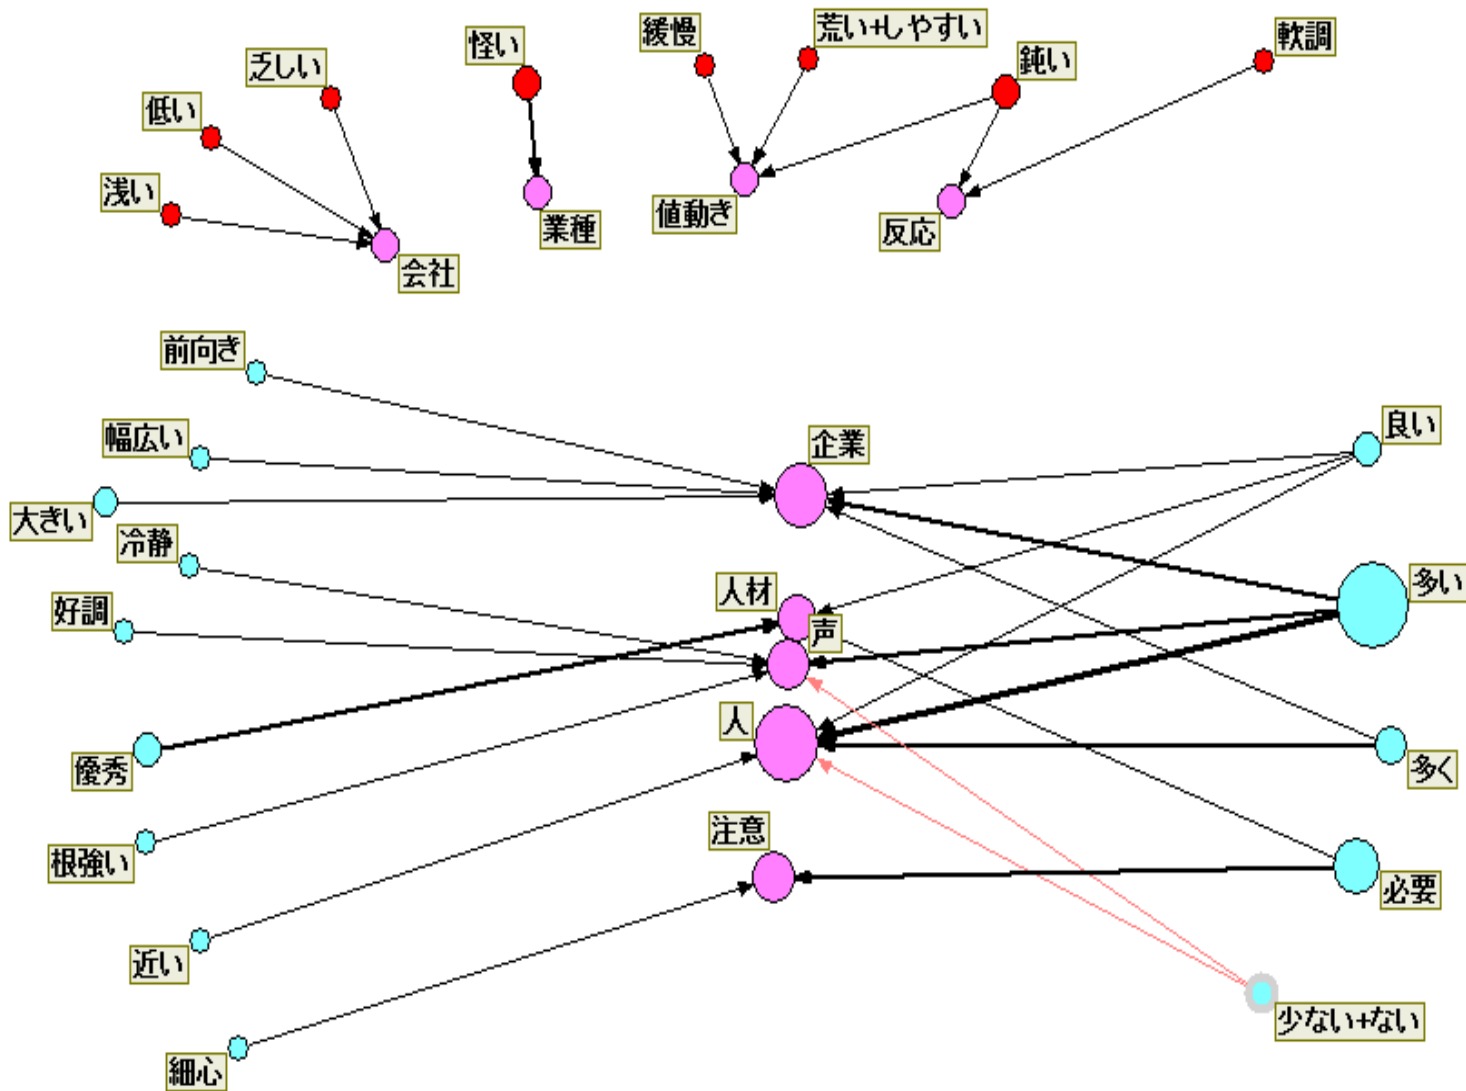 乏しい
怪い
緩慢
荒い+しやすい
鈍い
軟調
低い
浅い
会社
業種
値動き
反応
前向き
幅広い
企業
良い
大きい
冷静
人材
多い
好調
声
人
優秀
多く
注意
根強い
必要
近い
少ない+ない
細心